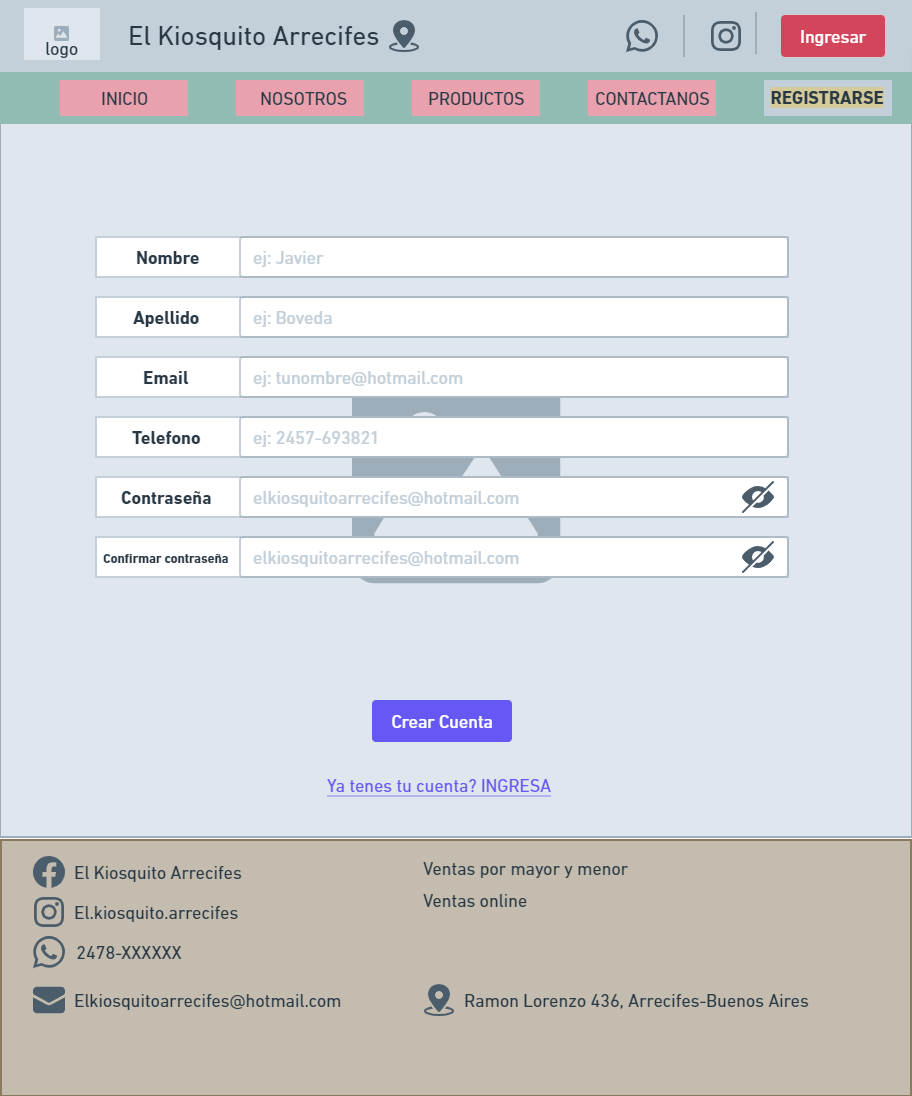 logo
El Kiosquito Arrecifes
Ingresar
INICIO
NOSOTROS
PRODUCTOS
CONTACTANOS
REGISTRARSE
Nombre
ej: Javier
Apellido
ej: Boveda
Email
ej: tunombre@hotmail.com
Telefono
ej: 2457-693821
Contraseña
elkiosquitoarrecifes@hotmail.com
Confirmar contraseña
elkiosquitoarrecifes@hotmail.com
Crear Cuenta
Ya tenes tu cuenta? INGRESA
El Kiosquito Arrecifes
Ventas por mayor y menor
Ventas online
El.kiosquito.arrecifes
2478-XXXXXX
Elkiosquitoarrecifes@hotmail.com
Ramon Lorenzo 436, Arrecifes-Buenos Aires